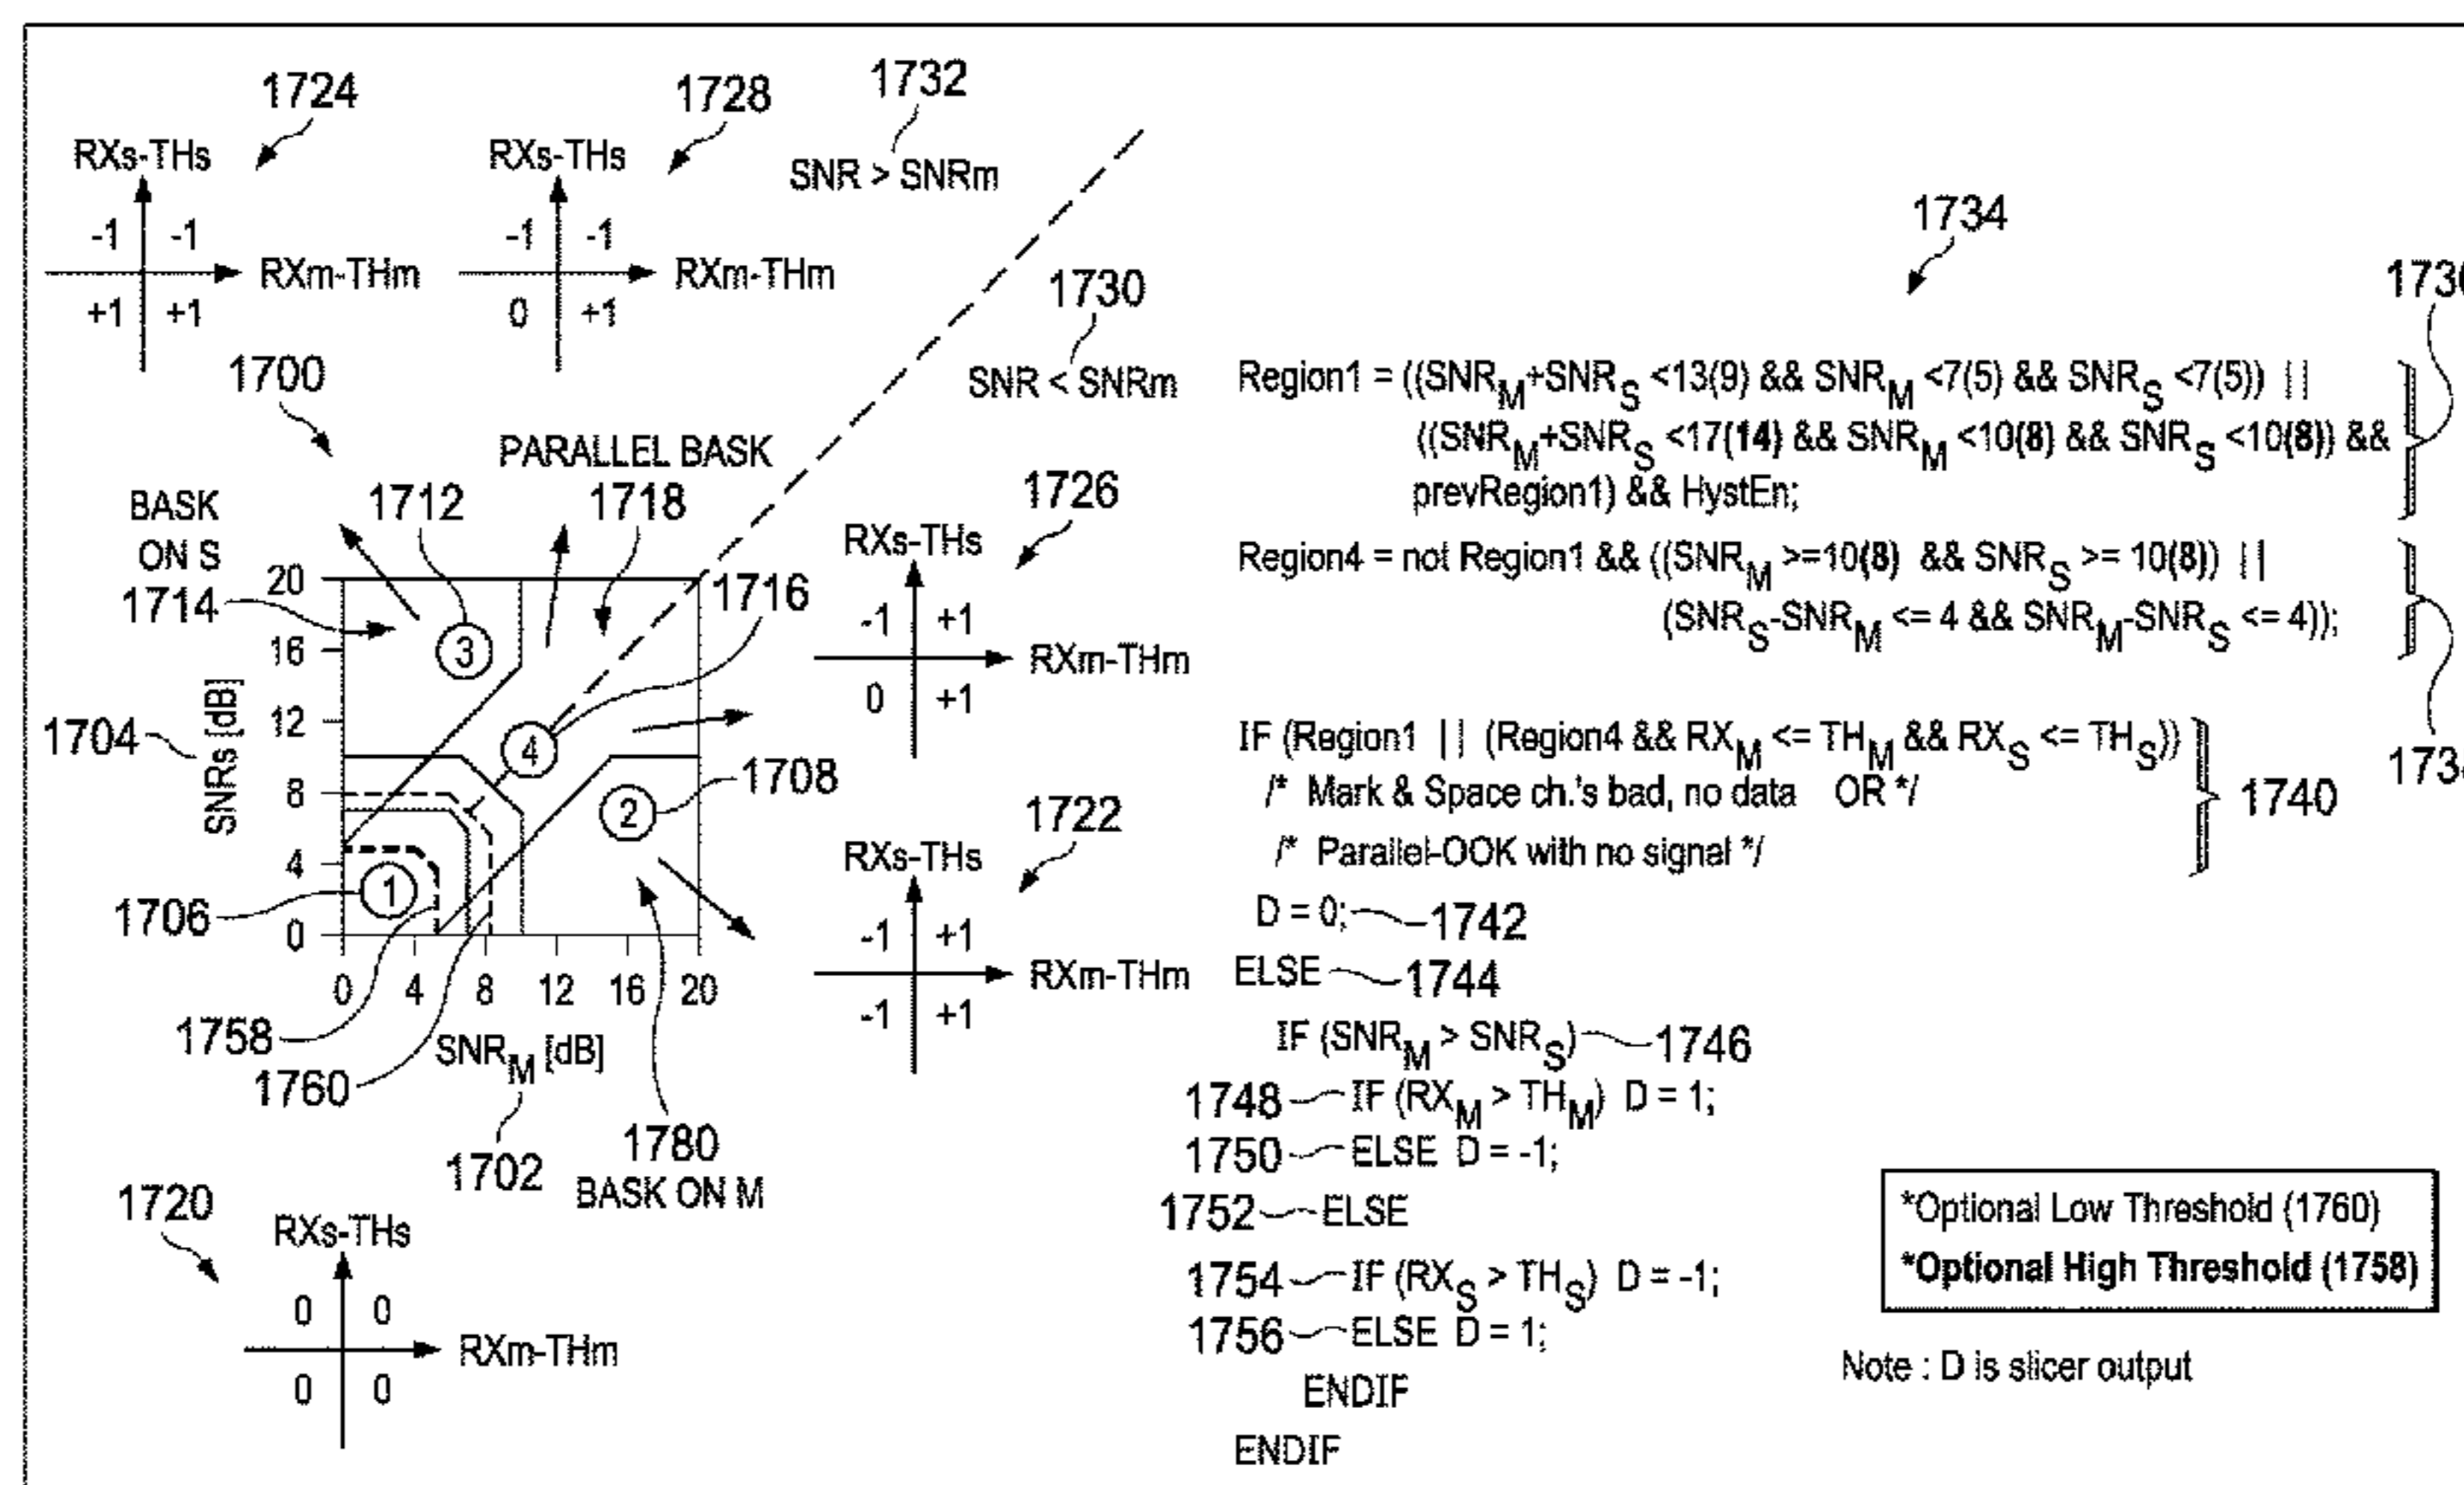 1724
RXs-THs
-1 -1
RXm-THm
+1 +1
1728
RXs-THs
-1 -1
RXm-THm
0 +1
1732
SNR > SNRm
1730
SNR < SNRm
1700
PARALLEL BASK
1718
BASK
ON S
1714
1712
1716
3
4
2
1
1708
1706
1704
SNRs [dB]
20
16
12
8
4
0
0 4 8 12 16 20
1758
1760
SNRM [dB]
1702
1780
BASK ON M
1726
RXs-THs
-1 +1
RXm-THm
0 +1
1722
RXs-THs
-1 +1
RXm-THm
-1 +1
1720
RXs-THs
0 0
RXm-THm
0 0
1734
Region1 = ((SNRM+SNRS <13(9) && SNRM <7(5) && SNRS <7(5)) ||
((SNRM+SNRS <17(14) && SNRM <10(8) && SNRS <10(8)) &&
prevRegion1) && HystEn;
Region4 = not Region1 && ((SNRM >=10(8) && SNRS >= 10(8)) ||
(SNRS-SNRM <= 4 && SNRM-SNRS <= 4));
IF (Region1 || (Region4 && RXM <= THM && RXS <= THS))
/* Mark & Space ch.'s bad, no data OR */
/* Parallel-OOK with no signal */
1740
D = 0; 1742
ELSE 1744
IF (SNRM > SNRS) 1746
1748 IF (RXM > THM) D = 1;
1750 ELSE D = -1;
1752 ELSE
1754 IF (RXS > THS) D = -1;
1756 ELSE D = 1;
ENDIF
ENDIF
*Optional Low Threshold (1760)
*Optional High Threshold (1758)
Note : D is slicer output